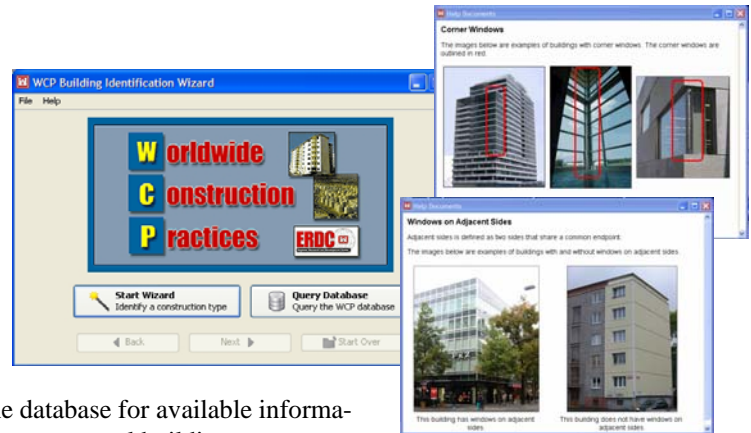 WCP Building Identification Wizard
File Help
Worldwide
Construction
Practices
ERDC
Start Wizard
Identify a construction type
Query Database
Query the WCP database
Back Next Start Over
Help Documents
Corner Windows
The images below are examples of buildings with corner windows. The corner windows are
outlined in red.
Help Documents
Windows on Adjacent Sides
Adjacent sides is defined as two sides that share a common endpoint.
The images below are examples of buildings with and without windows on adjacent sides.
This building has windows on adjacent
sides.
This building does not have windows on
adjacent sides.
e database for available informa-